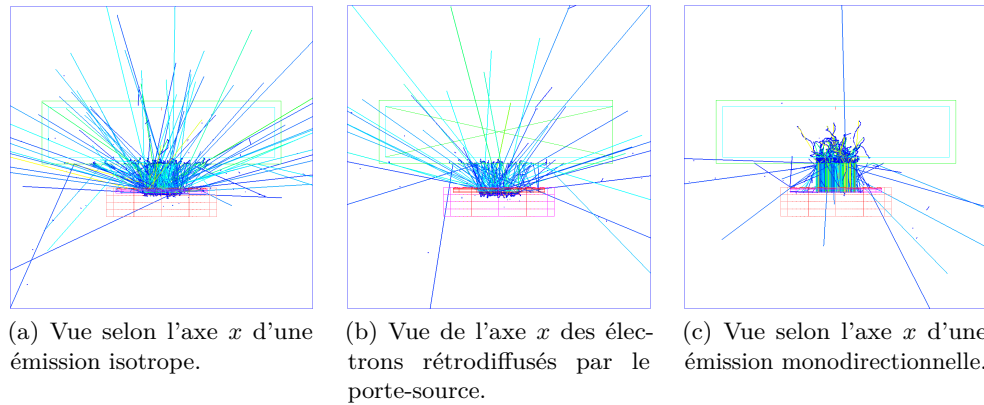 (a) Vue selon l'axe x d'une
émission isotrope.
(b) Vue de l'axe x des élec-
trons rétrodiffusés par le
porte-source.
(c) Vue selon l'axe x d'une
émission monodirectionnelle.